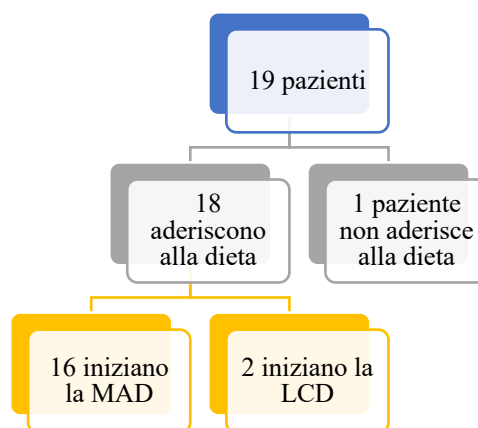 19 pazienti
18
aderiscono
alla dieta
1 paziente
non aderisce
alla dieta
16 iniziano
la MAD
2 iniziano la
LCD